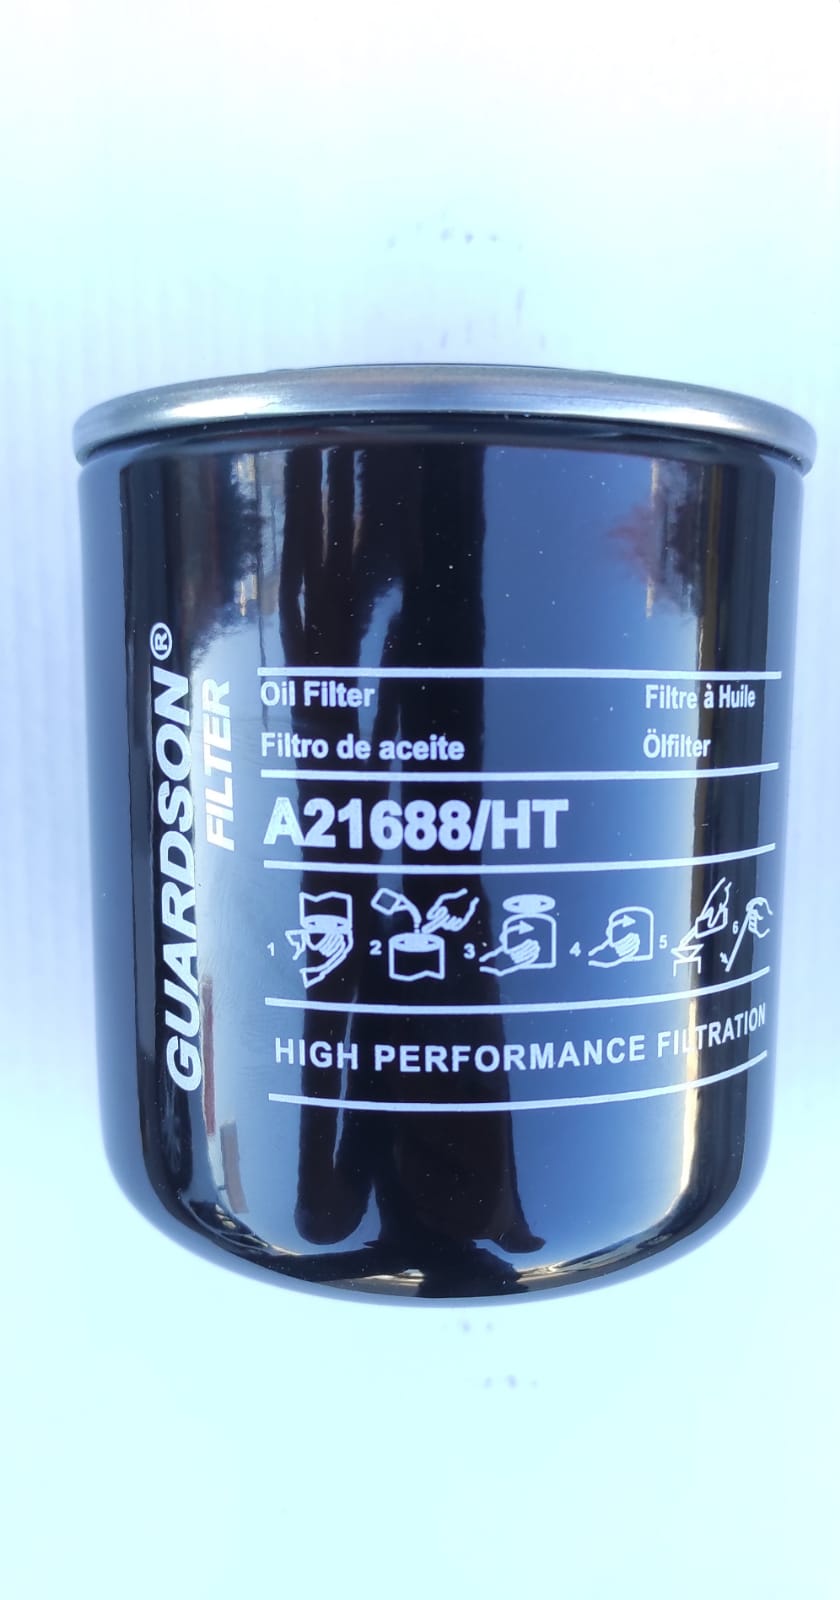 GUARDSON®
FILTER
Oil Filter Filtre à Huile
Filtro de aceite Ölfilter
A21688/HT
1 2 3 4 5 6
HIGH PERFORMANCE FILTRATION